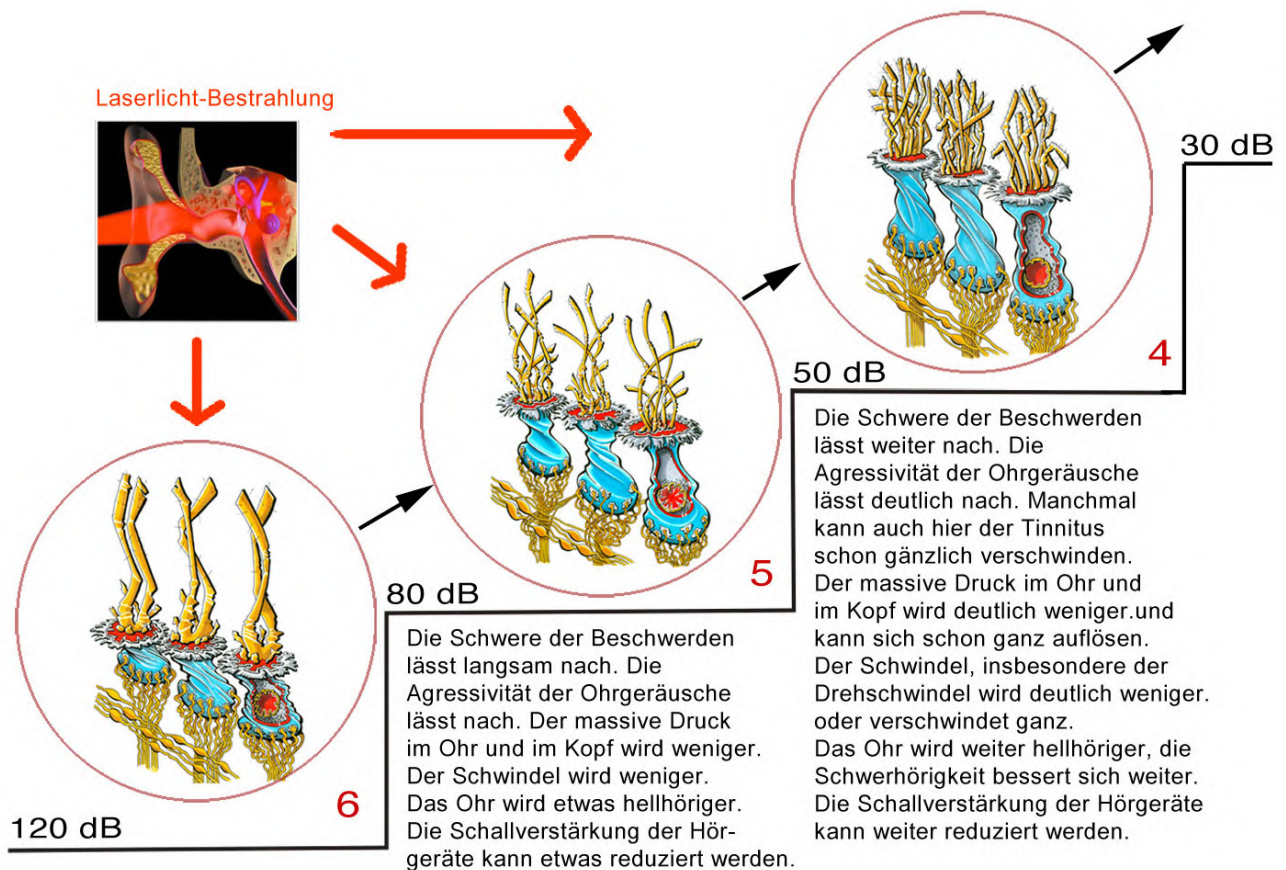 Laserlicht-Bestrahlung
30 dB
4
50 dB
Die Schwere der Beschwerden
lässt weiter nach. Die
Agressivität der Ohrgeräusche
lässt deutlich nach. Manchmal
kann auch hier der Tinnitus
schon gänzlich verschwinden.
Der massive Druck im Ohr und
im Kopf wird deutlich weniger.und
kann sich schon ganz auflösen.
Der Schwindel, insbesondere der
Drehschwindel wird deutlich weniger.
oder verschwindet ganz.
Das Ohr wird weiter hellhöriger, die
Schwerhörigkeit bessert sich weiter.
Die Schallverstärkung der Hörgeräte
kann weiter reduziert werden.
5
80 dB
Die Schwere der Beschwerden
lässt langsam nach. Die
Agressivität der Ohrgeräusche
lässt nach. Der massive Druck
im Ohr und im Kopf wird weniger.
Der Schwindel wird weniger.
Das Ohr wird etwas hellhöriger.
Die Schallverstärkung der Hör-
geräte kann etwas reduziert werden.
6
120 dB